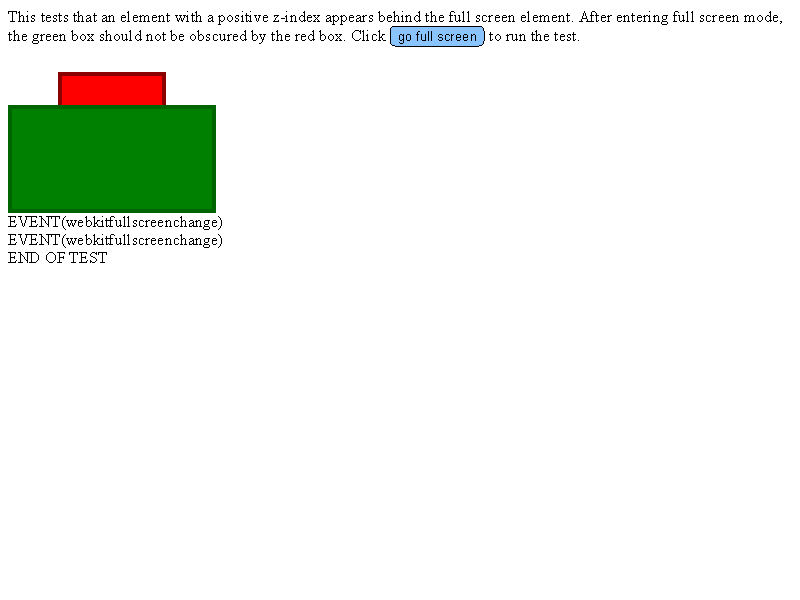 This tests that an element with a positive z-index appears behind the full screen element. After entering full screen mode,
the green box should not be obscured by the red box. Click go full screen to run the test.
EVENT(webkitfullscreenchange)
EVENT(webkitfullscreenchange)
END OF TEST